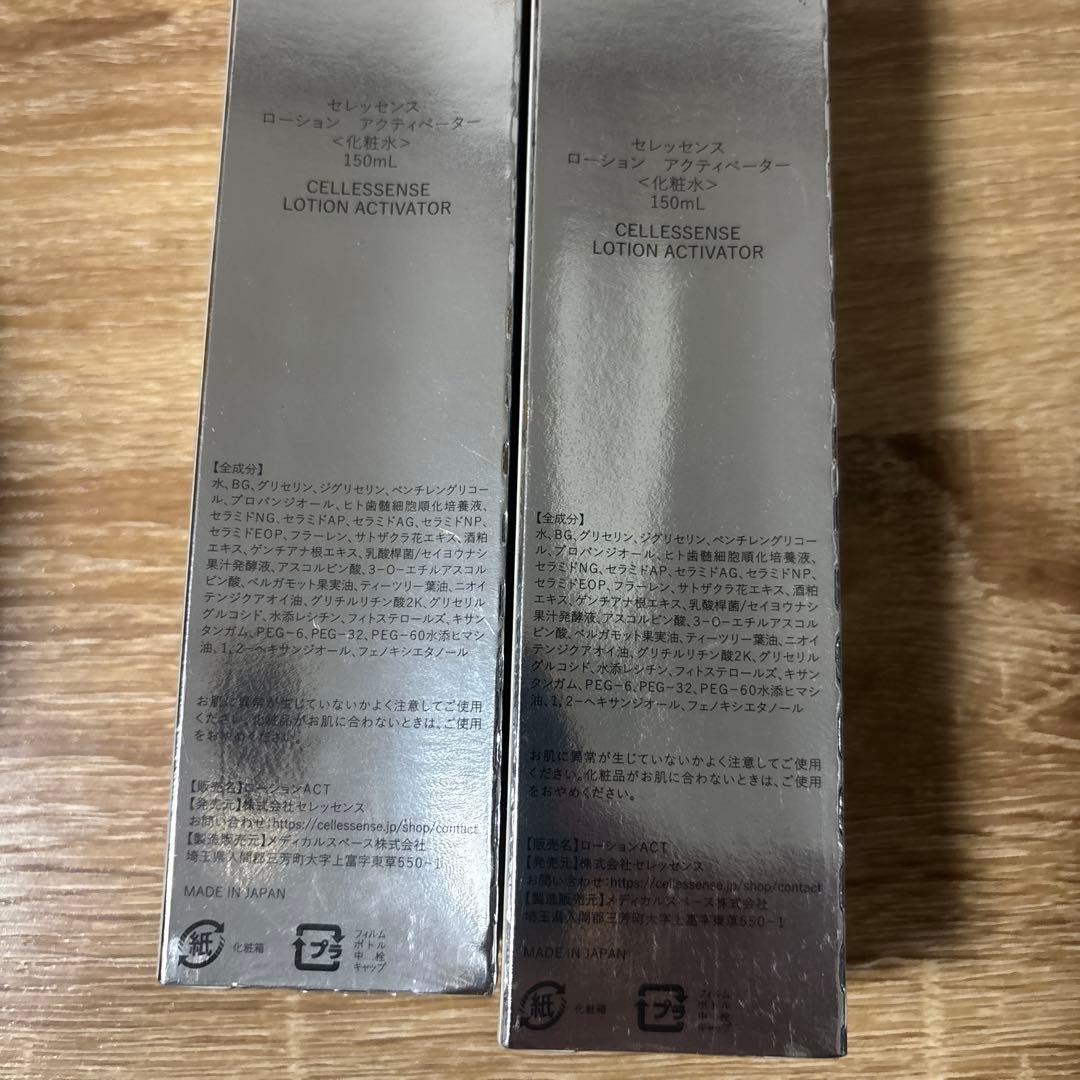 セレッセンス
ローション アクティベーター
<化粧水>
150mL
CELLESSENSE
LOTION ACTIVATOR
【全成分】
水、BG、グリセリン、ジグリセリン、ペンチレングリコー
ル、プロパンジオール、ヒト歯髄細胞順化培養液、
セラミドNG、セラミドAP、セラミドAG、セラミドNP、
セラミドEOP、フラーレン、サトザクラ花エキス、酒粕
エキス、ゲンチアナ根エキス、乳酸桿菌/セイヨウナシ
果汁発酵液、アスコルビン酸、3-O-エチルアスコル
ビン酸、ベルガモット果実油、ティーツリー葉油、ニオイ
テンジクアオイ油、グリチルリチン酸2K、グリセリル
グルコシド、水添レシチン、フィトステロールズ、キサン
タンガム、PEG-6、PEG-32、PEG-60水添ヒマシ
油、1,2-ヘキサンジオール、フェノキシエタノール
お肌に異常が生じていないかよく注意してご使用
ください。化粧品がお肌に合わないときは、ご使用
をおやめください。
【販売名】ローションACT
【発売元】株式会社セレッセンス
お問い合わせ:https://cellessense.jp/shop/contact
【製造販売元】メディカルスペース株式会社
埼玉県入間郡三芳町大字上富字東草550-1
MADE IN JAPAN
紙 化粧箱
プラ
フィルム
ボトル
中 栓
キャップ
セレッセンス
ローション アクティベーター
<化粧水>
150mL
CELLESSENSE
LOTION ACTIVATOR
【全成分】
水、BG、グリセリン、ジグリセリン、ペンチレングリコー
ル、プロパンジオール、ヒト歯髄細胞順化培養液、
セラミドNG、セラミドAP、セラミドAG、セラミドNP、
セラミドEOP、フラーレン、サトザクラ花エキス、酒粕
エキス、ゲンチアナ根エキス、乳酸桿菌/セイヨウナシ
果汁発酵液、アスコルビン酸、3-O-エチルアスコル
ビン酸、ベルガモット果実油、ティーツリー葉油、ニオイ
テンジクアオイ油、グリチルリチン酸2K、グリセリル
グルコシド、水添レシチン、フィトステロールズ、キサン
タンガム、PEG-6、PEG-32、PEG-60水添ヒマシ
油、1,2-ヘキサンジオール、フェノキシエタノール
お肌に異常が生じていないかよく注意してご使用
ください。化粧品がお肌に合わないときは、ご使用
をおやめください。
【販売名】ローションACT
【発売元】株式会社セレッセンス
お問い合わせ:https://cellessense.jp/shop/contact
【製造販売元】メディカルスペース株式会社
埼玉県入間郡三芳町大字上富字東草550-1
MADE IN JAPAN
紙 化粧箱
プラ
フィルム
ボトル
中 栓
キャップ